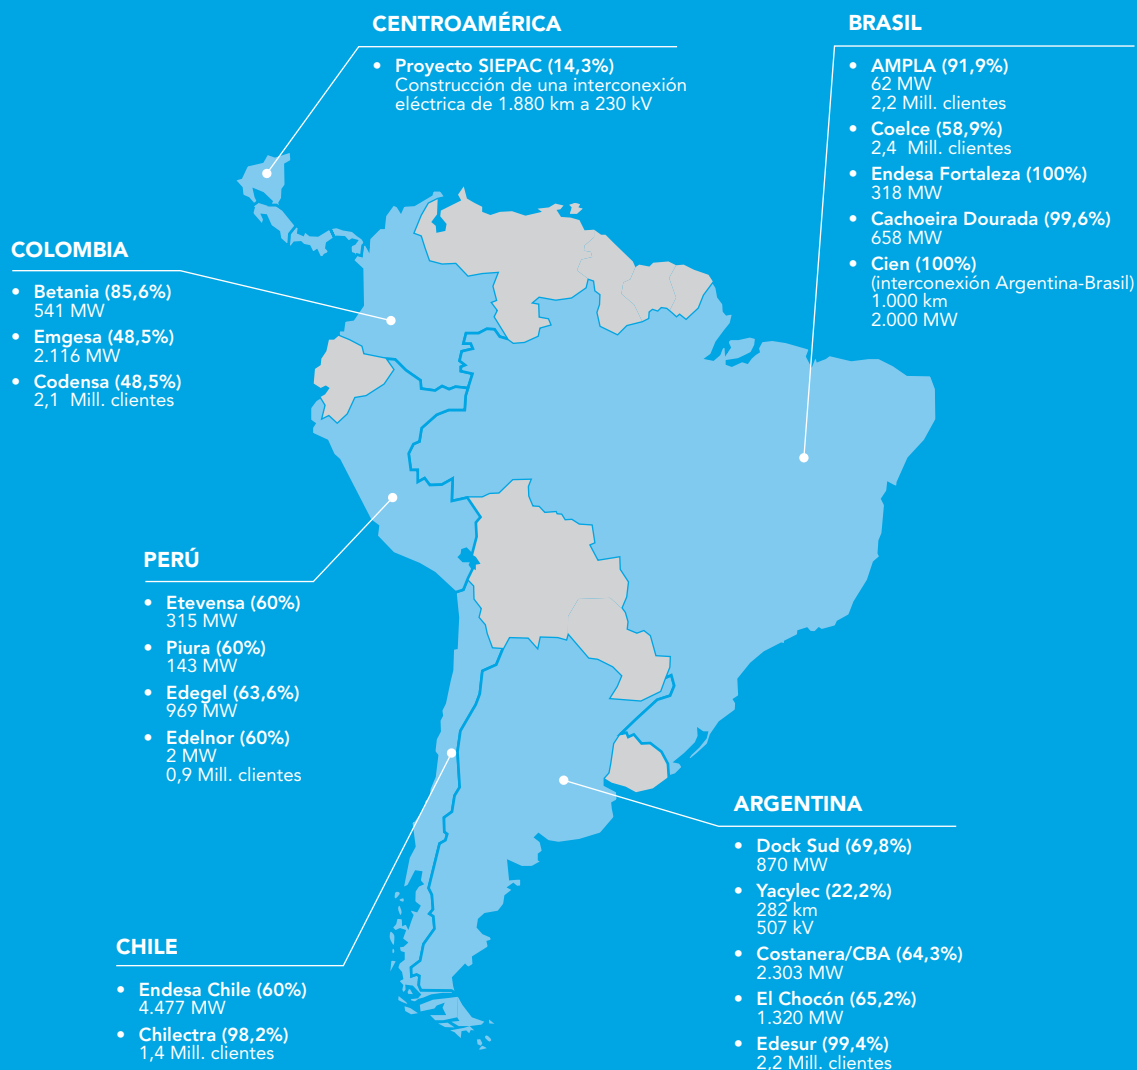 CENTROAMÉRICA
• Proyecto SIEPAC (14,3%)
Construcción de una interconexión
eléctrica de 1.880 km a 230 kV
BRASIL
• AMPLA (91,9%)
62 MW
2,2 Mill. clientes
• Coelce (58,9%)
2,4 Mill. clientes
• Endesa Fortaleza (100%)
318 MW
• Cachoeira Dourada (99,6%)
658 MW
• Cien (100%)
(interconexión Argentina-Brasil)
1.000 km
2.000 MW
COLOMBIA
• Betania (85,6%)
541 MW
• Emgesa (48,5%)
2.116 MW
• Codensa (48,5%)
2,1 Mill. clientes
PERÚ
• Etevensa (60%)
315 MW
• Piura (60%)
143 MW
• Edegel (63,6%)
969 MW
• Edelnor (60%)
2 MW
0,9 Mill. clientes
ARGENTINA
• Dock Sud (69,8%)
870 MW
• Yacylec (22,2%)
282 km
507 kV
• Costanera/CBA (64,3%)
2.303 MW
• El Chocón (65,2%)
1.320 MW
• Edesur (99,4%)
2,2 Mill. clientes
CHILE
• Endesa Chile (60%)
4.477 MW
• Chilectra (98,2%)
1,4 Mill. clientes